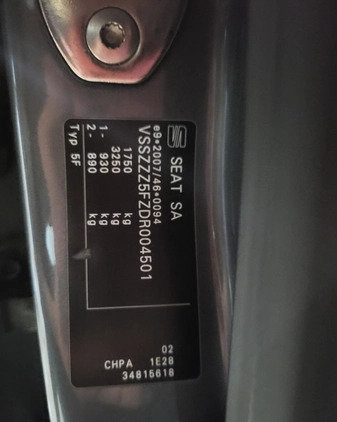 SEAT SA
e9*2007/46*0094
VSSZZZ5FZDR004501
1750 kg
3250 kg
1- 930 kg
2- 890 kg
Typ 5F
02
CHPA 1E28
34815618